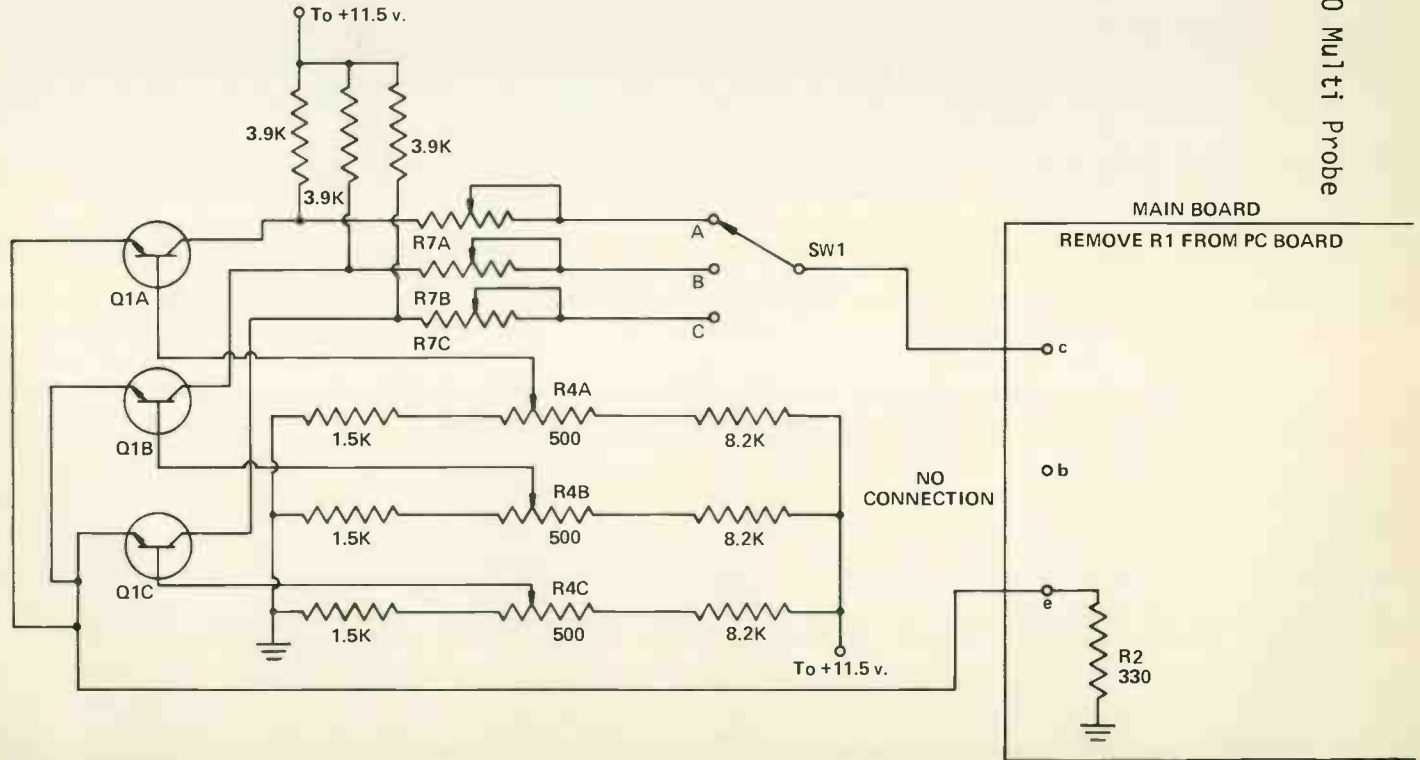 To +11.5 v.
0 Multi Probe
3.9K
3.9K
3.9K
MAIN BOARD
REMOVE R1 FROM PC BOARD
R7A
A
SW1
Q1A
B
R7B
C
R7C
c
R4A
1.5K
500
8.2K
Q1B
b
NO
CONNECTION
R4B
1.5K
500
8.2K
Q1C
R4C
e
1.5K
500
8.2K
To +11.5 v.
R2
330